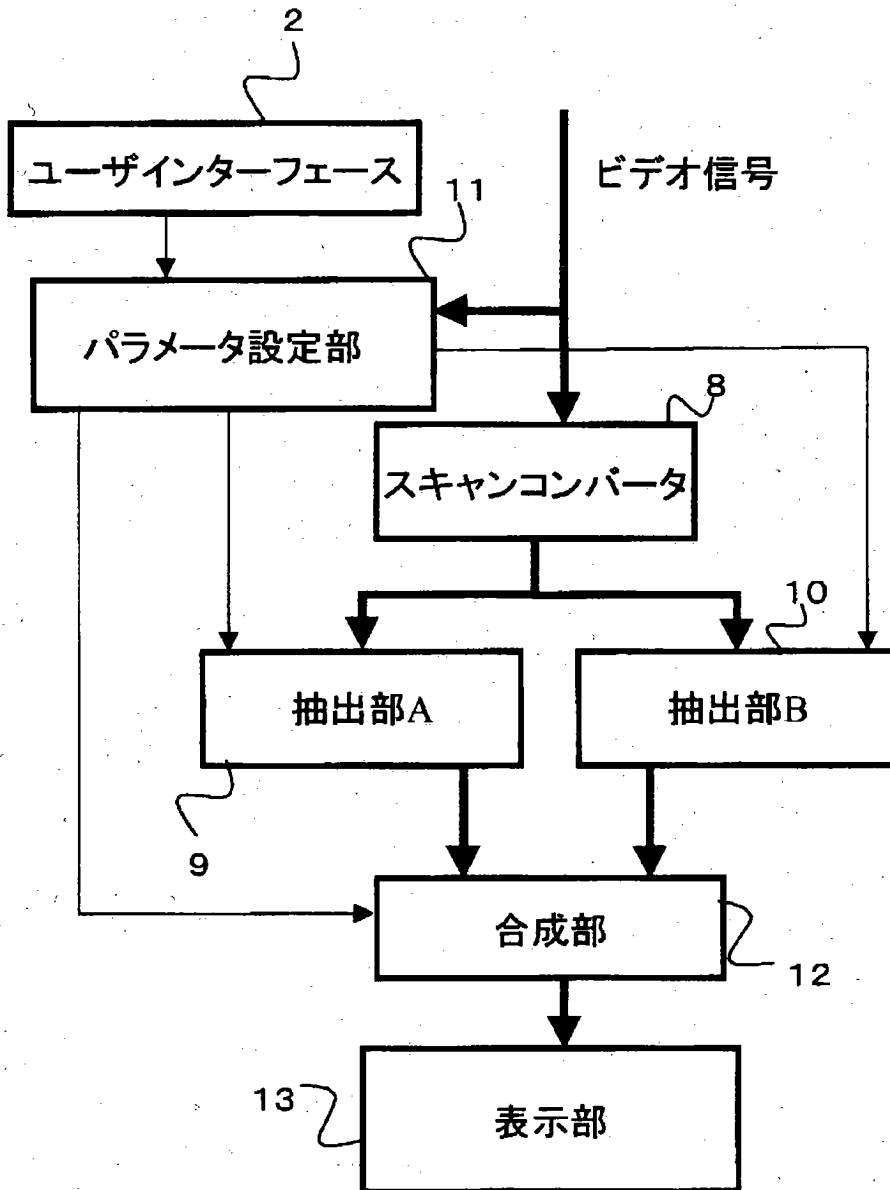 2
ユーザインターフェース
ビデオ信号
11
パラメータ設定部
8
スキャンコンバータ
10
抽出部A
抽出部B
9
合成部
12
13
表示部